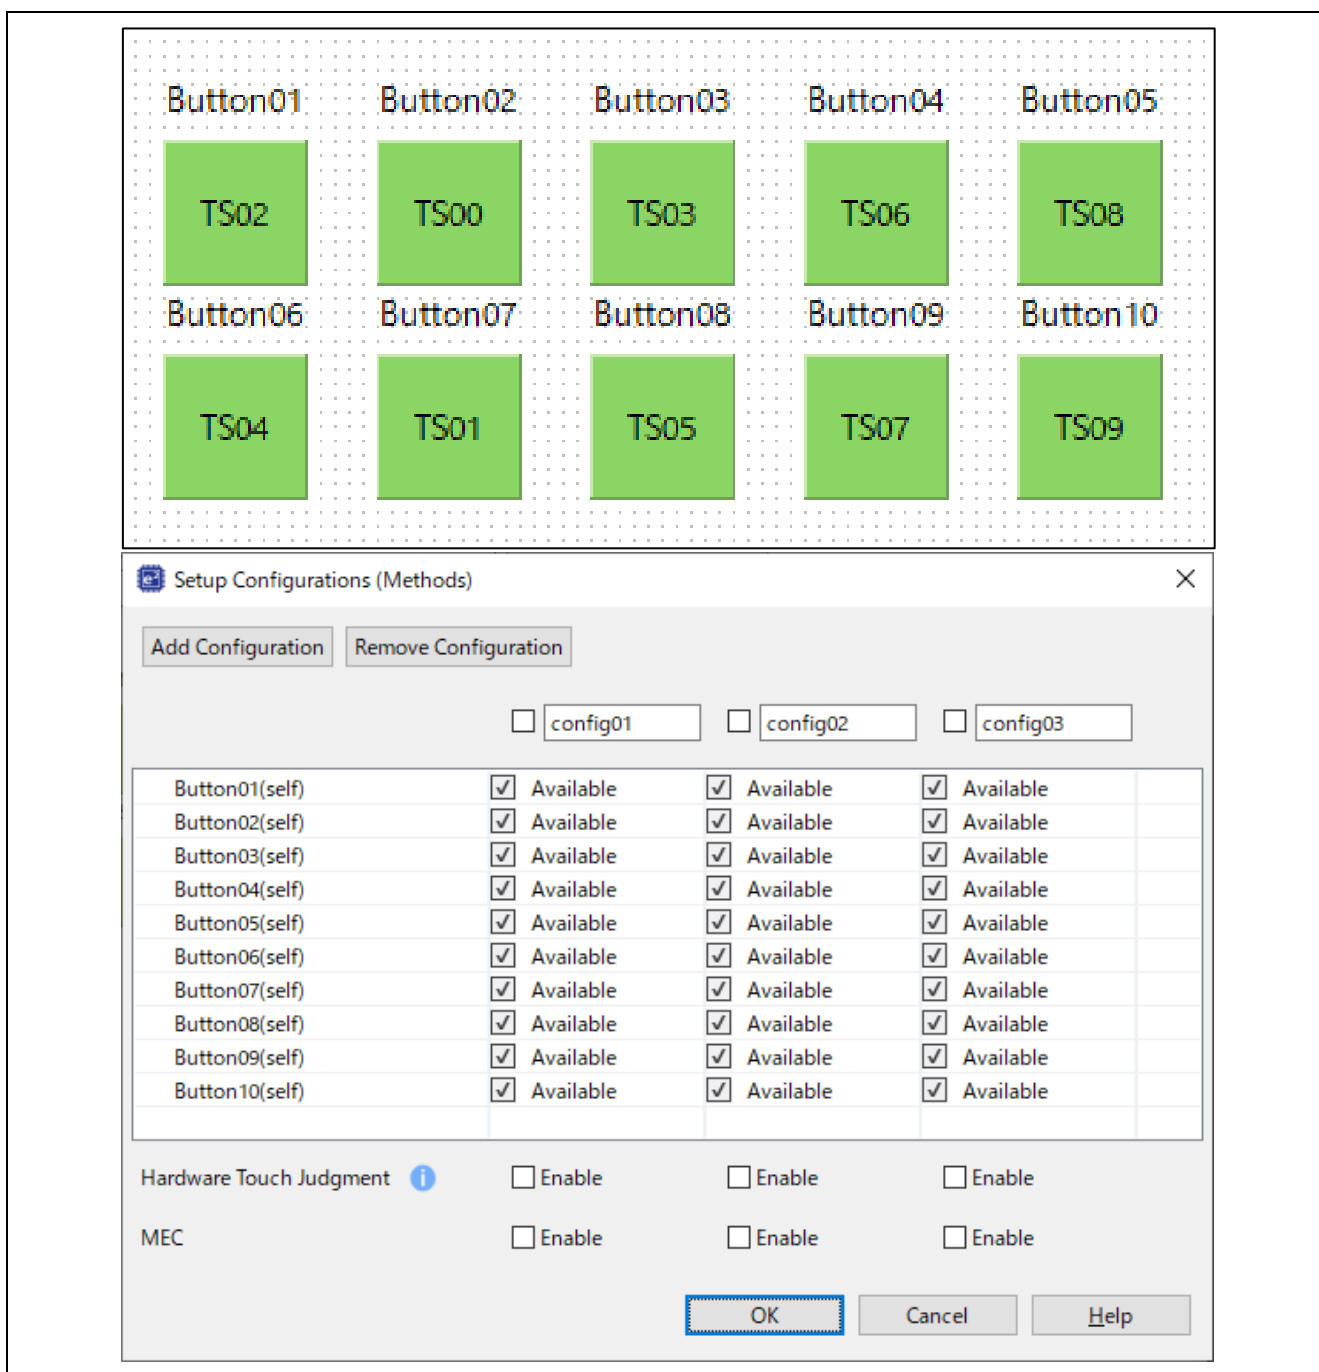 Button01 Button02 Button03 Button04 Button05
TS02 TS00 TS03 TS06 TS08
Button06 Button07 Button08 Button09 Button10
TS04 TS01 TS05 TS07 TS09
e² Setup Configurations (Methods)
Add Configuration Remove Configuration
config01 config02 config03
Button01(self) Available Available Available
Button02(self) Available Available Available
Button03(self) Available Available Available
Button04(self) Available Available Available
Button05(self) Available Available Available
Button06(self) Available Available Available
Button07(self) Available Available Available
Button08(self) Available Available Available
Button09(self) Available Available Available
Button10(self) Available Available Available
Hardware Touch Judgment i Enable Enable Enable
MEC Enable Enable Enable
OK Cancel Help